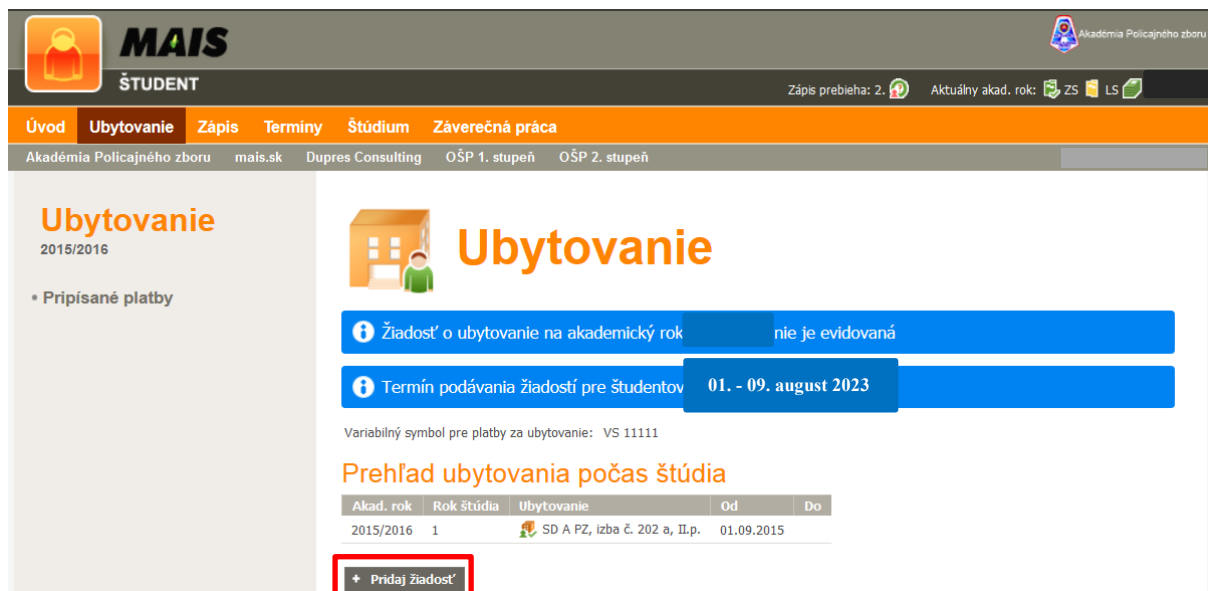 MAIS
Akadémia Policajného zboru
ŠTUDENT
Zápis prebieha: 2. Aktuálny akad. rok: ZS LS
Úvod Ubytovanie Zápis Termíny Štúdium Záverečná práca
Akadémia Policajného zboru mais.sk Dupres Consulting OŠP 1. stupeň OŠP 2. stupeň
Ubytovanie
2015/2016
• Pripísané platby
Ubytovanie
Žiadosť o ubytovanie na akademický rok nie je evidovaná
Termín podávania žiadostí pre študentov 01. - 09. august 2023
Variabilný symbol pre platby za ubytovanie: VS 11111
Prehľad ubytovania počas štúdia
Akad. rok Rok štúdia Ubytovanie Od Do
2015/2016 1 SD A PZ, izba č. 202 a, II.p. 01.09.2015
+ Pridaj žiadosť